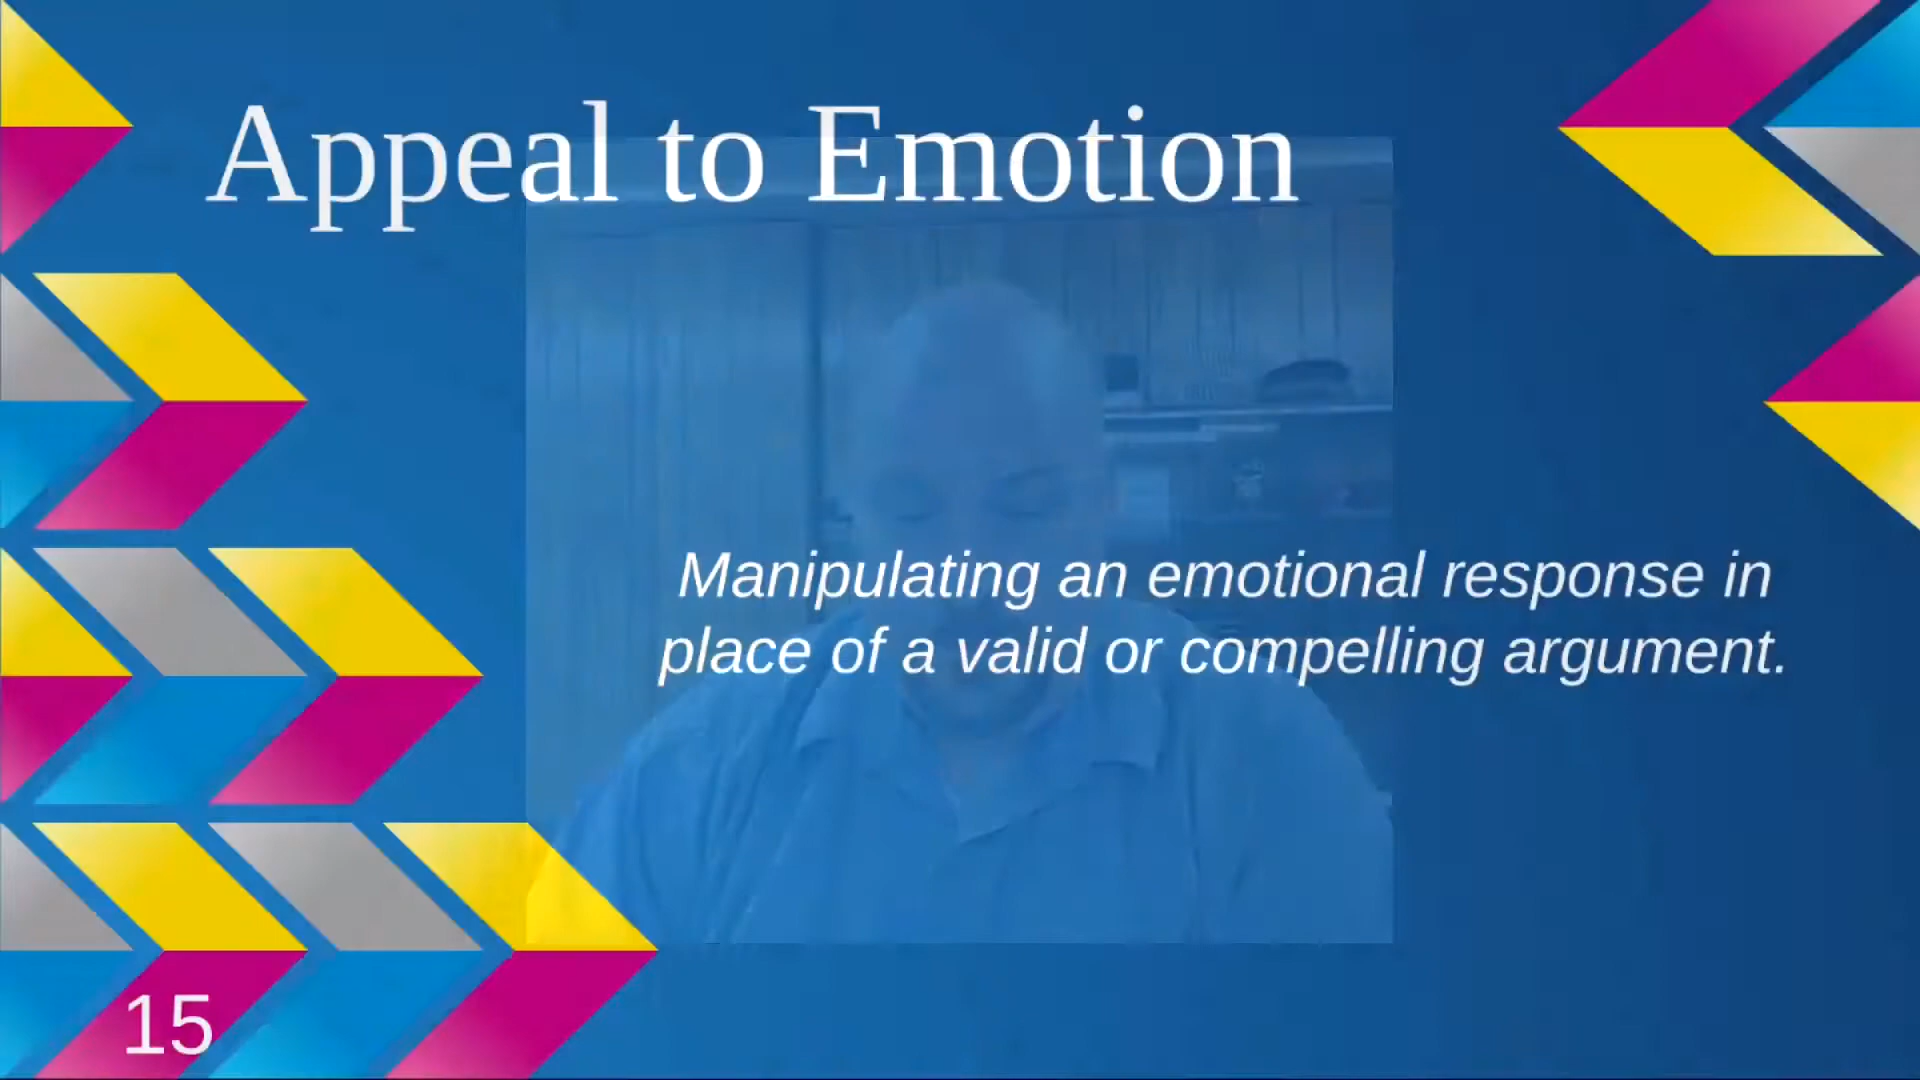 Appeal to Emotion
Manipulating an emotional response in
place of a valid or compelling argument.
15